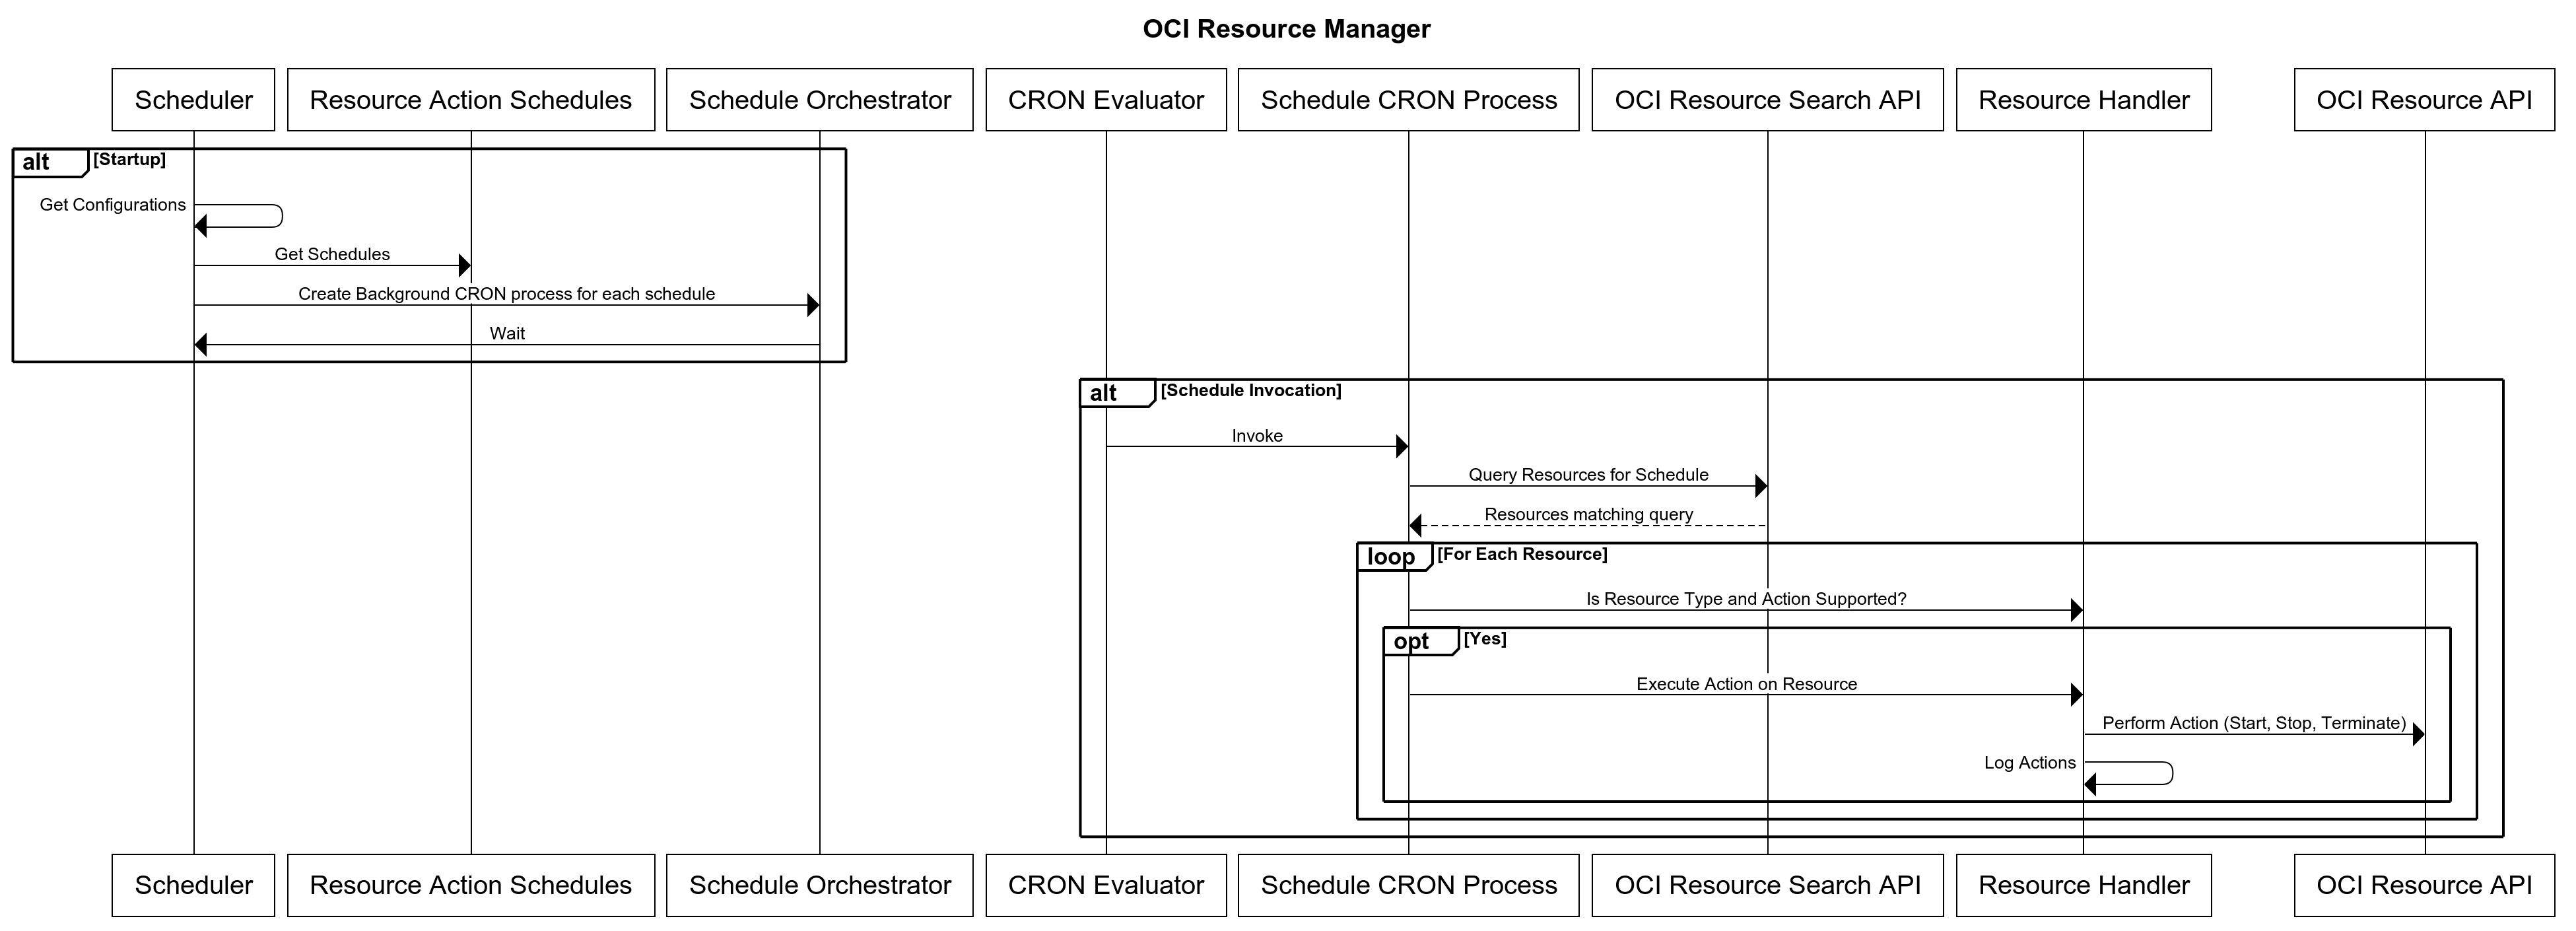 OCI Resource Manager
Scheduler
Resource Action Schedules
Schedule Orchestrator
CRON Evaluator
Schedule CRON Process
OCI Resource Search API
Resource Handler
OCI Resource API
alt [Startup]
Get Configurations
Get Schedules
Create Background CRON process for each schedule
Wait
alt [Schedule Invocation]
Invoke
Query Resources for Schedule
Resources matching query
loop [For Each Resource]
Is Resource Type and Action Supported?
opt [Yes]
Execute Action on Resource
Perform Action (Start, Stop, Terminate)
Log Actions
Scheduler
Resource Action Schedules
Schedule Orchestrator
CRON Evaluator
Schedule CRON Process
OCI Resource Search API
Resource Handler
OCI Resource API